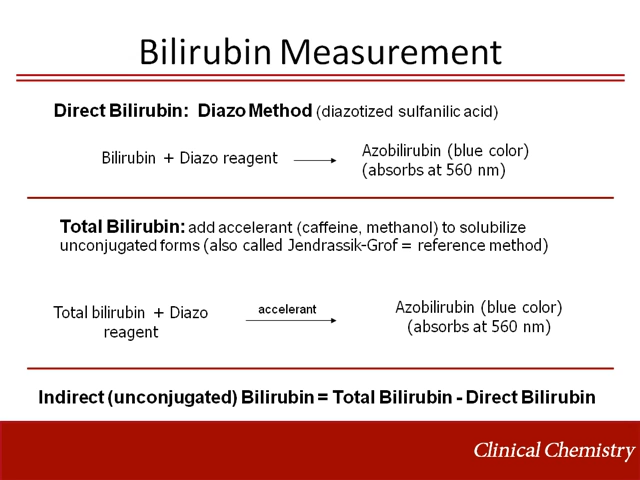 Bilirubin Measurement
Direct Bilirubin: Diazo Method (diazotized sulfanilic acid)
Bilirubin + Diazo reagent
Azobilirubin (blue color)
(absorbs at 560 nm)
Total Bilirubin: add accelerant (caffeine, methanol) to solubilize
unconjugated forms (also called Jendrassik-Grof = reference method)
Total bilirubin + Diazo
reagent
accelerant
Azobilirubin (blue color)
(absorbs at 560 nm)
Indirect (unconjugated) Bilirubin = Total Bilirubin - Direct Bilirubin
Clinical Chemistry